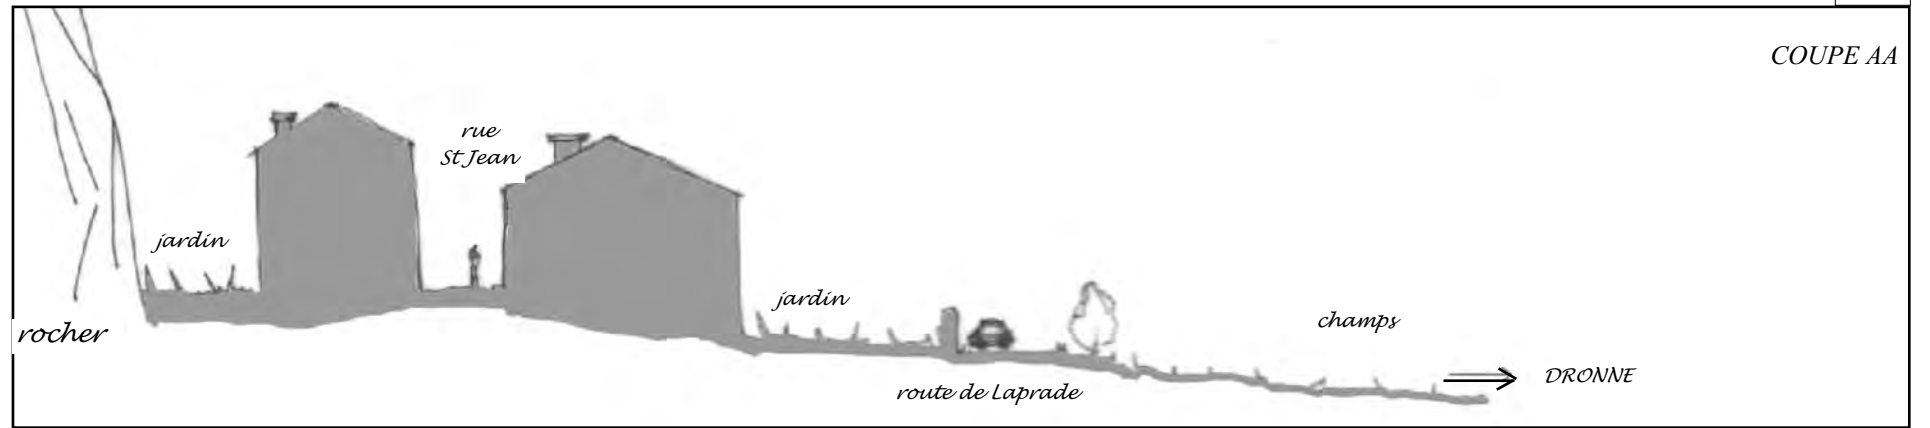 COUPE AA
rue
St Jean
jardin
jardin
rocher
champs
DRONNE
route de Laprade